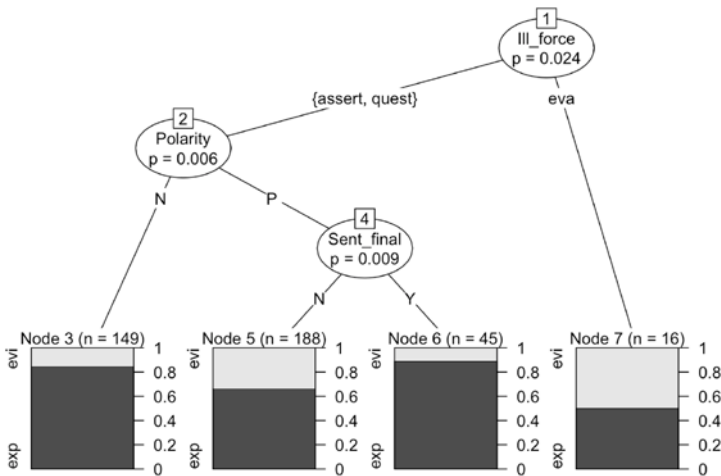 1
Ill_force
p = 0.024
{assert, quest}
eva
2
Polarity
p = 0.006
N
P
4
Sent_final
p = 0.009
N
Y
Node 3 (n = 149)
evi
exp
1
0.8
0.6
0.4
0.2
0
Node 5 (n = 188)
evi
exp
1
0.8
0.6
0.4
0.2
0
Node 6 (n = 45)
evi
exp
1
0.8
0.6
0.4
0.2
0
Node 7 (n = 16)
evi
exp
1
0.8
0.6
0.4
0.2
0